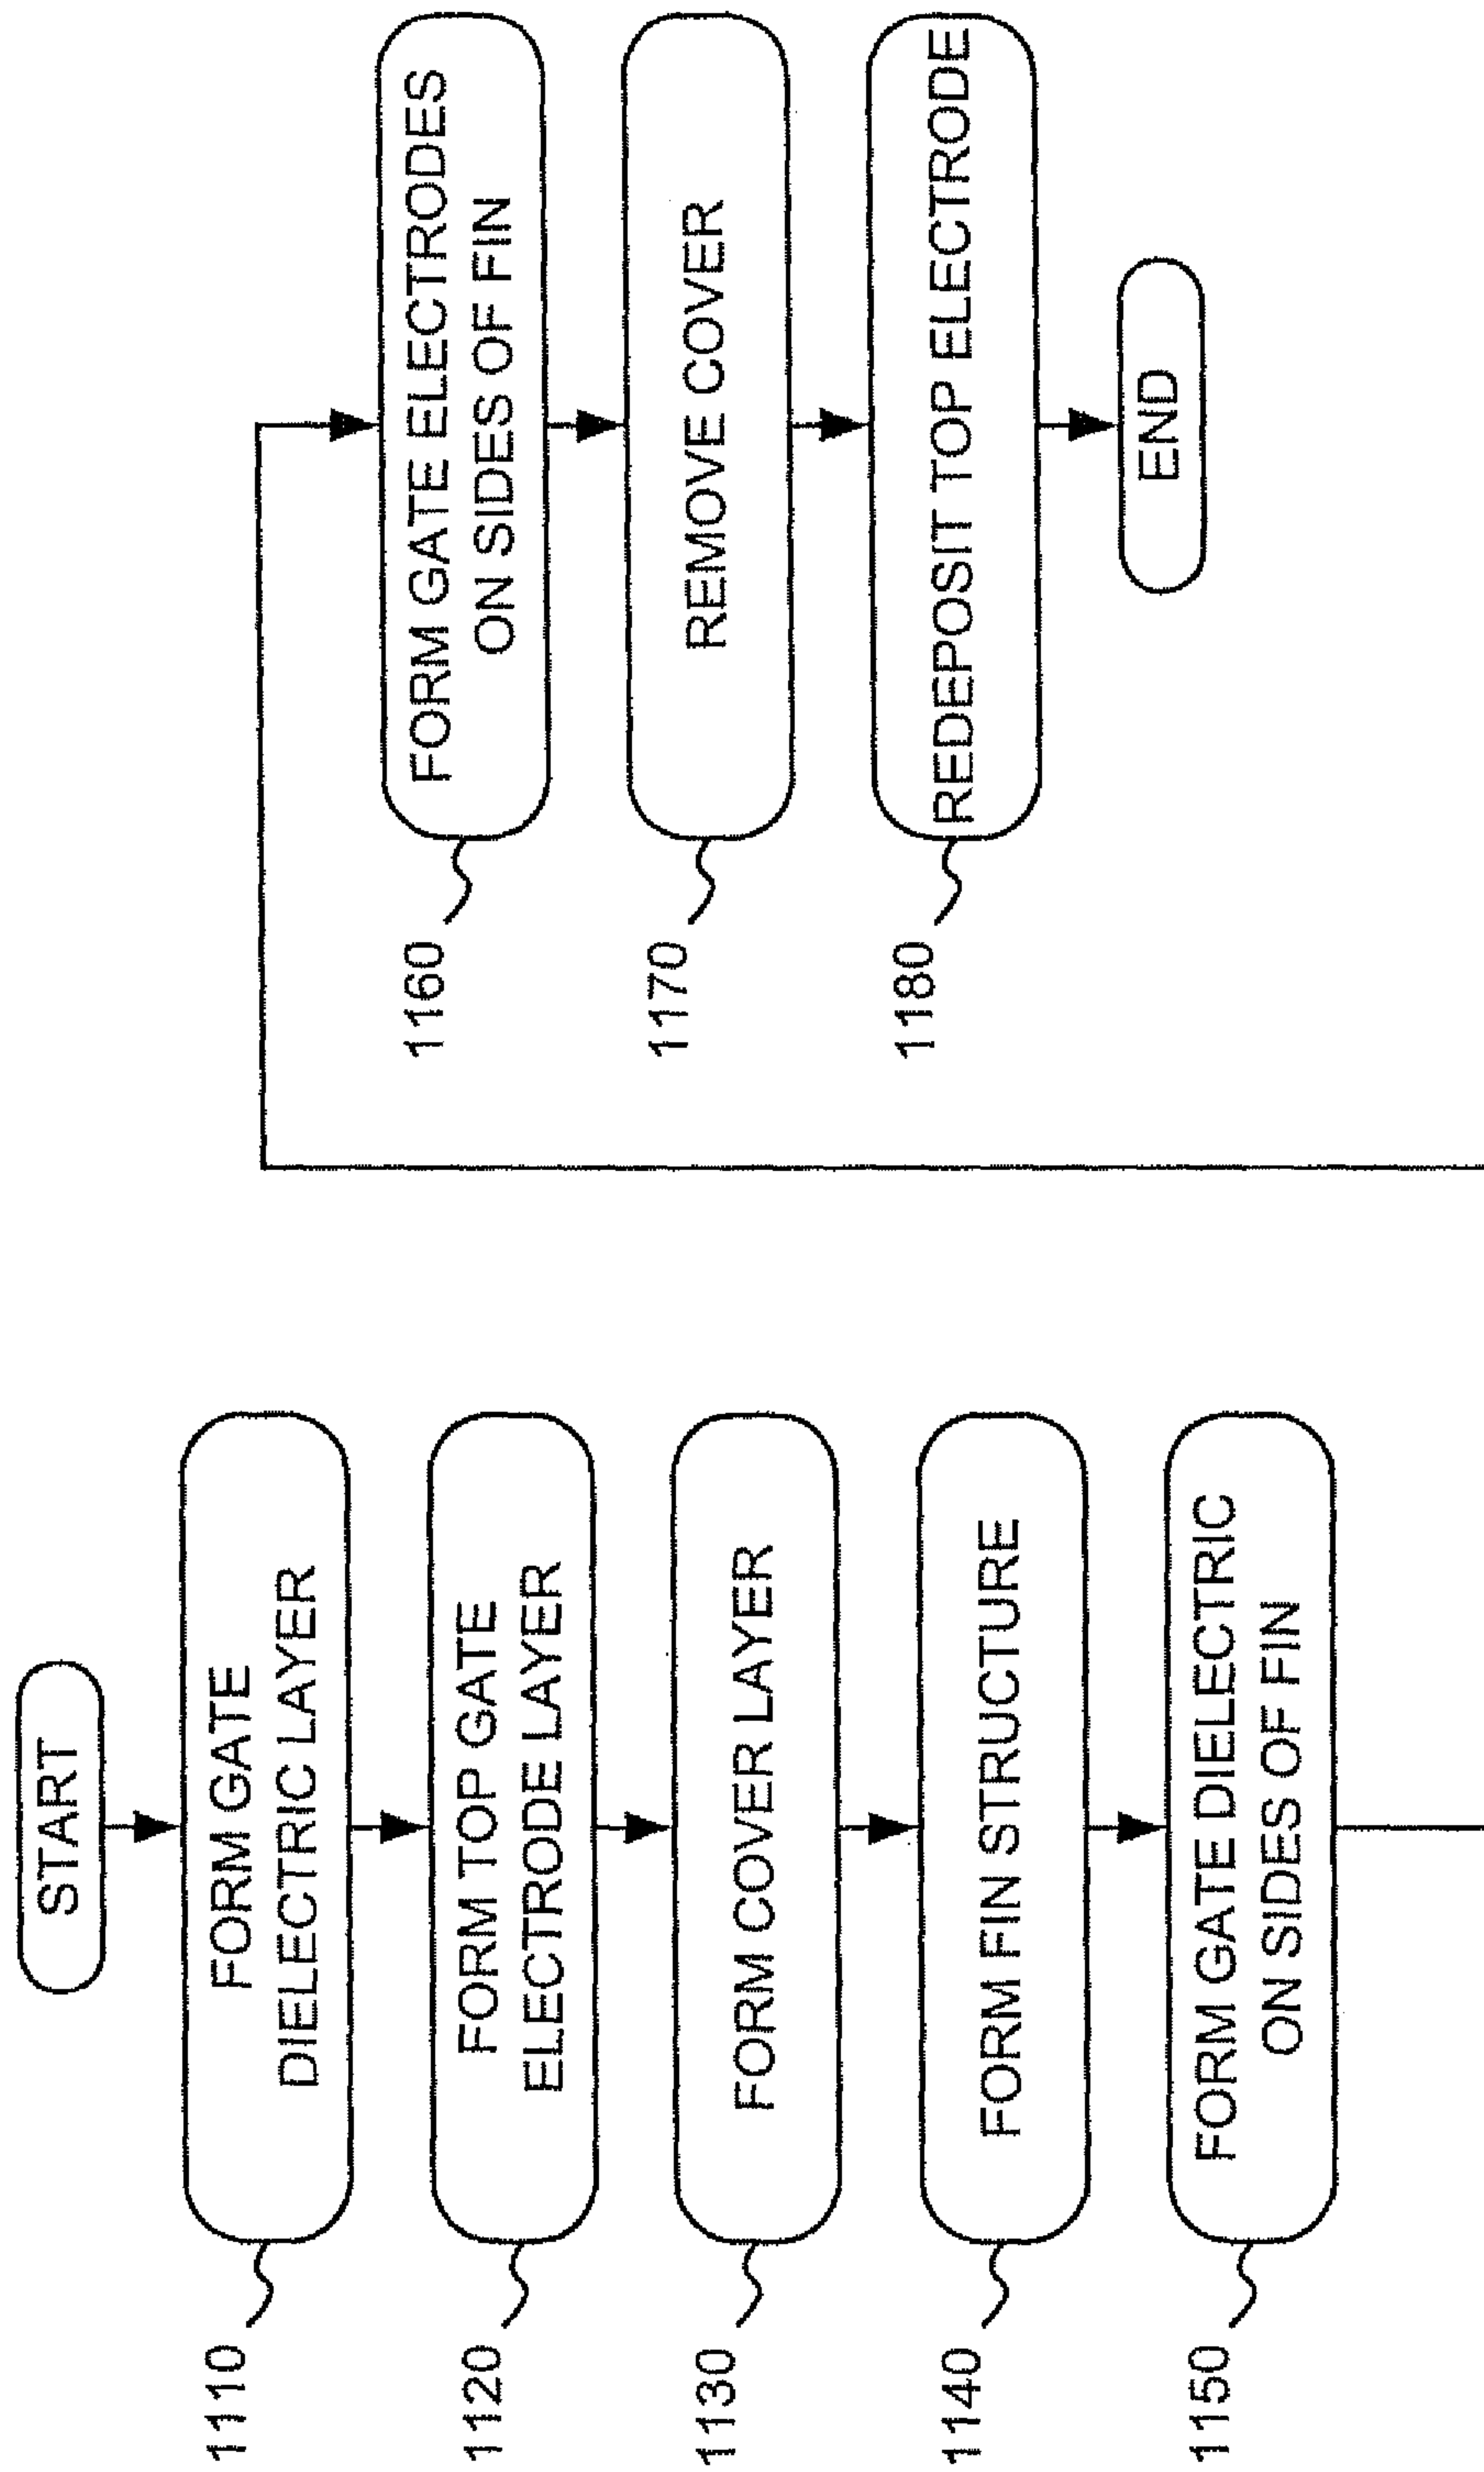 START
1110
FORM GATE
DIELECTRIC LAYER
1120
FORM TOP GATE
ELECTRODE LAYER
1130
FORM COVER LAYER
1140
FORM FIN STRUCTURE
1150
FORM GATE DIELECTRIC
ON SIDES OF FIN
1160
FORM GATE ELECTRODES
ON SIDES OF FIN
1170
REMOVE COVER
1180
REDEPOSIT TOP ELECTRODE
END